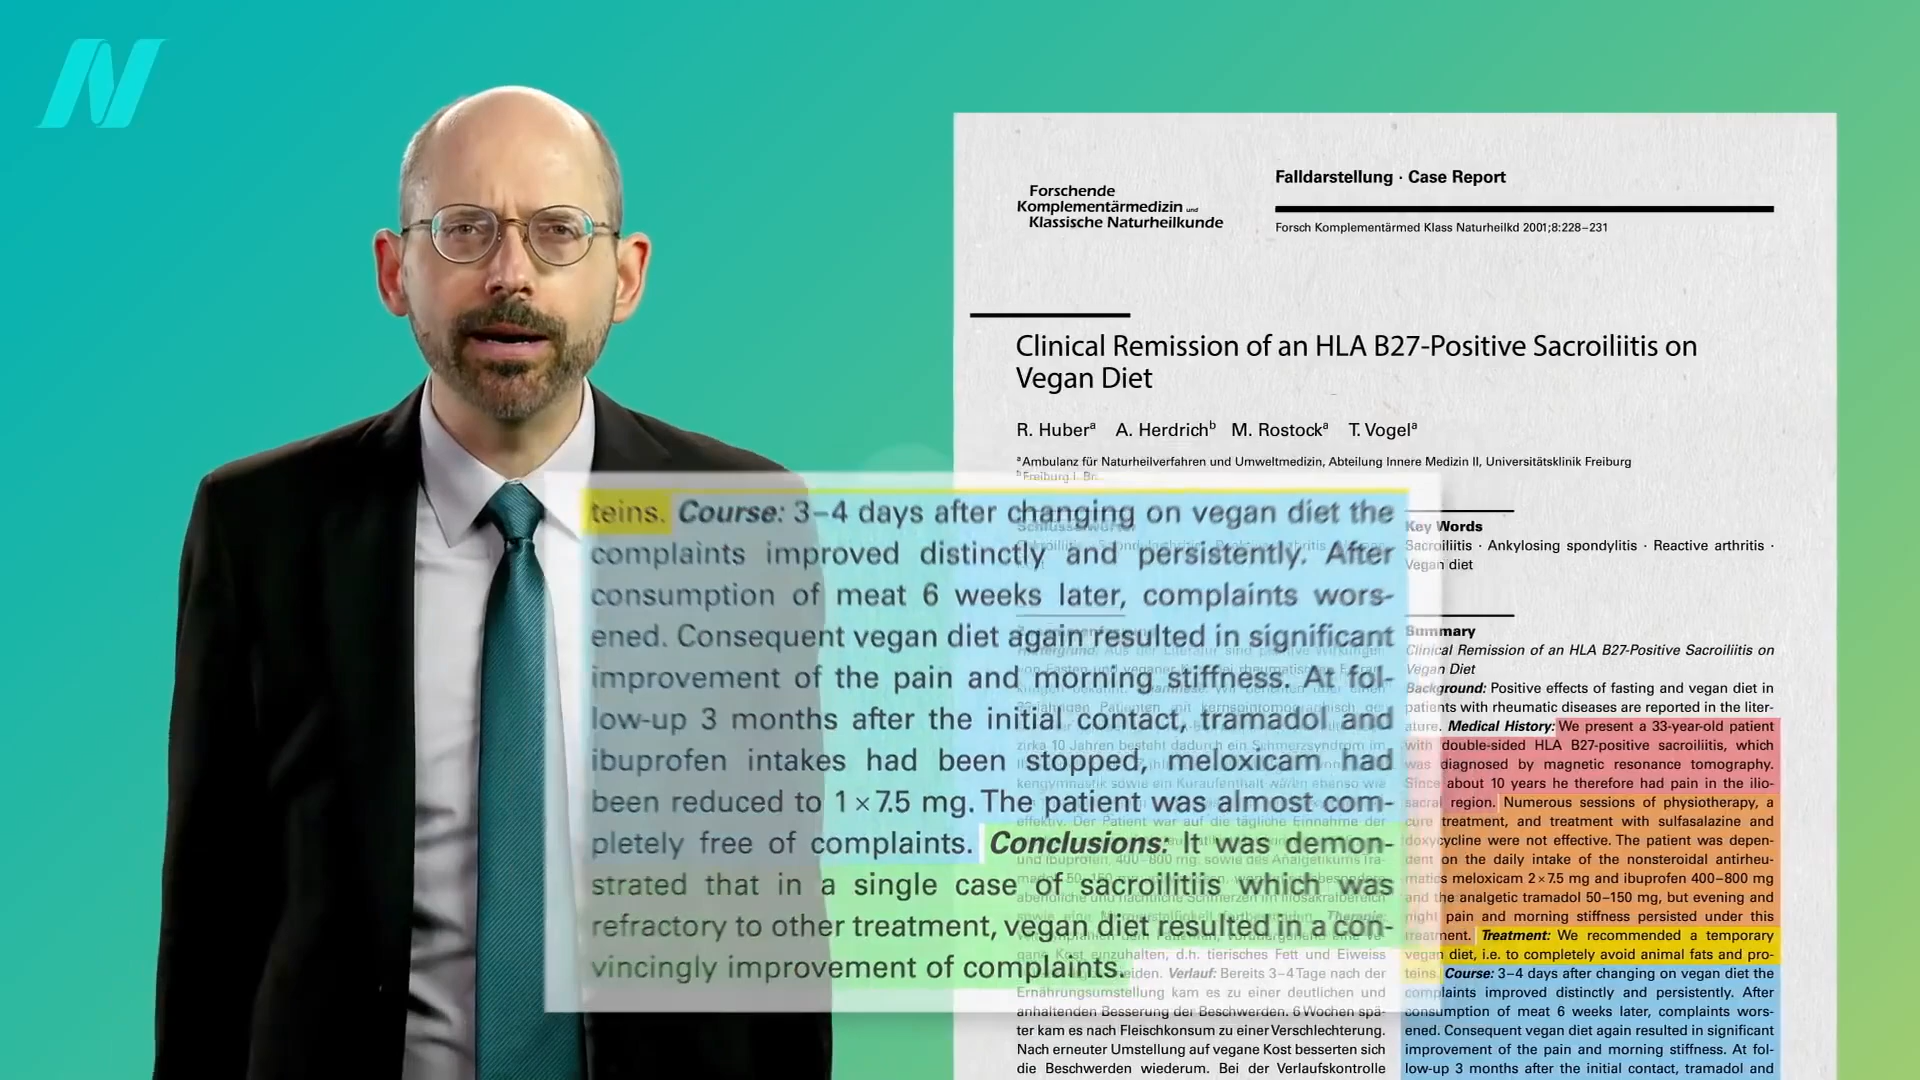 N
Falldarstellung · Case Report
Forschende
Komplementärmedizin und
Klassische Naturheilkunde
Forsch Komplementärmed Klass Naturheilkd 2001;8:228–231
Clinical Remission of an HLA B27-Positive Sacroiliitis on
Vegan Diet
R. Huberᵃ A. Herdrichᵇ M. Rostockᵃ T. Vogelᵃ
ᵃ Ambulanz für Naturheilverfahren und Umweltmedizin, Abteilung Innere Medizin II, Universitätsklinik Freiburg
ᵇ Freiburg i. Br.
teins. Course: 3–4 days after changing on vegan diet the
complaints improved distinctly and persistently. After
consumption of meat 6 weeks later, complaints wors-
ened. Consequent vegan diet again resulted in significant
improvement of the pain and morning stiffness. At fol-
low-up 3 months after the initial contact, tramadol and
ibuprofen intakes had been stopped, meloxicam had
been reduced to 1 × 7.5 mg. The patient was almost com-
pletely free of complaints. Conclusions: It was demon-
strated that in a single case of sacroilitiis which was
refractory to other treatment, vegan diet resulted in a con-
vincingly improvement of complaints.
den. Verlauf: Bereits 3–4 Tage nach der
Ernährungsumstellung kam es zu einer deutlichen und
anhaltenden Besserung der Beschwerden. 6 Wochen spä-
ter kam es nach Fleischkonsum zu einer Verschlechterung.
Nach erneuter Umstellung auf vegane Kost besserten sich
die Beschwerden wiederum. Bei der Verlaufskontrolle
Key Words
Sacroiliitis · Ankylosing spondylitis · Reactive arthritis ·
Vegan diet
Summary
Clinical Remission of an HLA B27-Positive Sacroiliitis on
Vegan Diet
Background: Positive effects of fasting and vegan diet in
patients with rheumatic diseases are reported in the liter-
ature. Medical History: We present a 33-year-old patient
with double-sided HLA B27-positive sacroiliitis, which
was diagnosed by magnetic resonance tomography.
Since about 10 years he therefore had pain in the ilio-
sacral region. Numerous sessions of physiotherapy, a
cure treatment, and treatment with sulfasalazine and
doxycycline were not effective. The patient was depen-
dent on the daily intake of the nonsteroidal antirheu-
matics meloxicam 2 × 7.5 mg and ibuprofen 400–800 mg
and the analgetic tramadol 50–150 mg, but evening and
night pain and morning stiffness persisted under this
treatment. Treatment: We recommended a temporary
vegan diet, i.e. to completely avoid animal fats and pro-
teins. Course: 3–4 days after changing on vegan diet the
complaints improved distinctly and persistently. After
consumption of meat 6 weeks later, complaints wors-
ened. Consequent vegan diet again resulted in significant
improvement of the pain and morning stiffness. At fol-
low-up 3 months after the initial contact, tramadol and